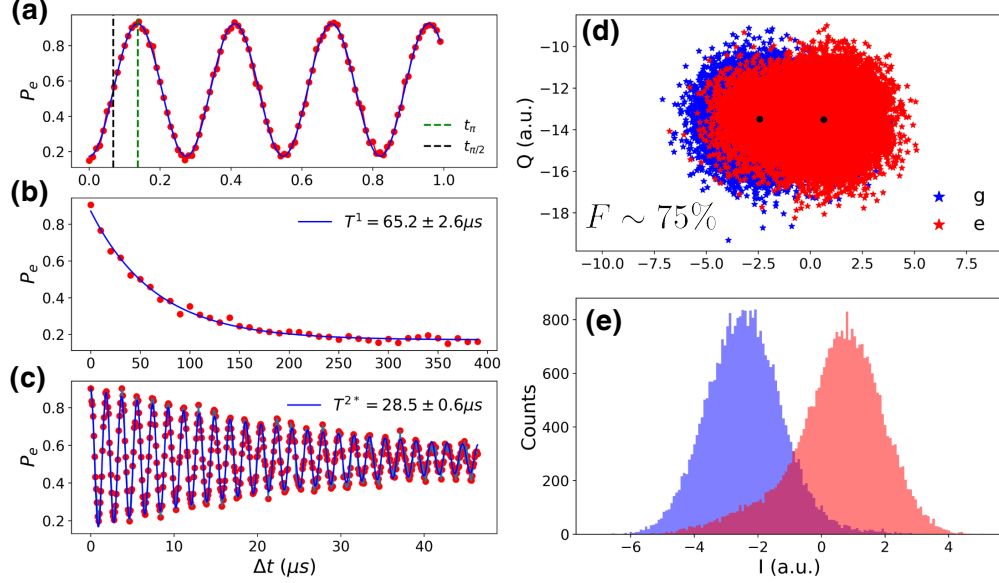 (a)
P_e
0.8
0.6
0.4
0.2
0.0 0.2 0.4 0.6 0.8 1.0
t_π
t_{π/2}
(b)
P_e
0.8
0.6
0.4
0.2
0 50 100 150 200 250 300 350 400
T^1 = 65.2 ± 2.6μs
(c)
P_e
0.8
0.6
0.4
0.2
0 10 20 30 40
T^{2*} = 28.5 ± 0.6μs
Δt (μs)
(d)
Q (a.u.)
−10
−12
−14
−16
−18
−10.0 −7.5 −5.0 −2.5 0.0 2.5 5.0 7.5
F ∼ 75%
g
e
(e)
Counts
800
600
400
200
0
−6 −4 −2 0 2 4
I (a.u.)